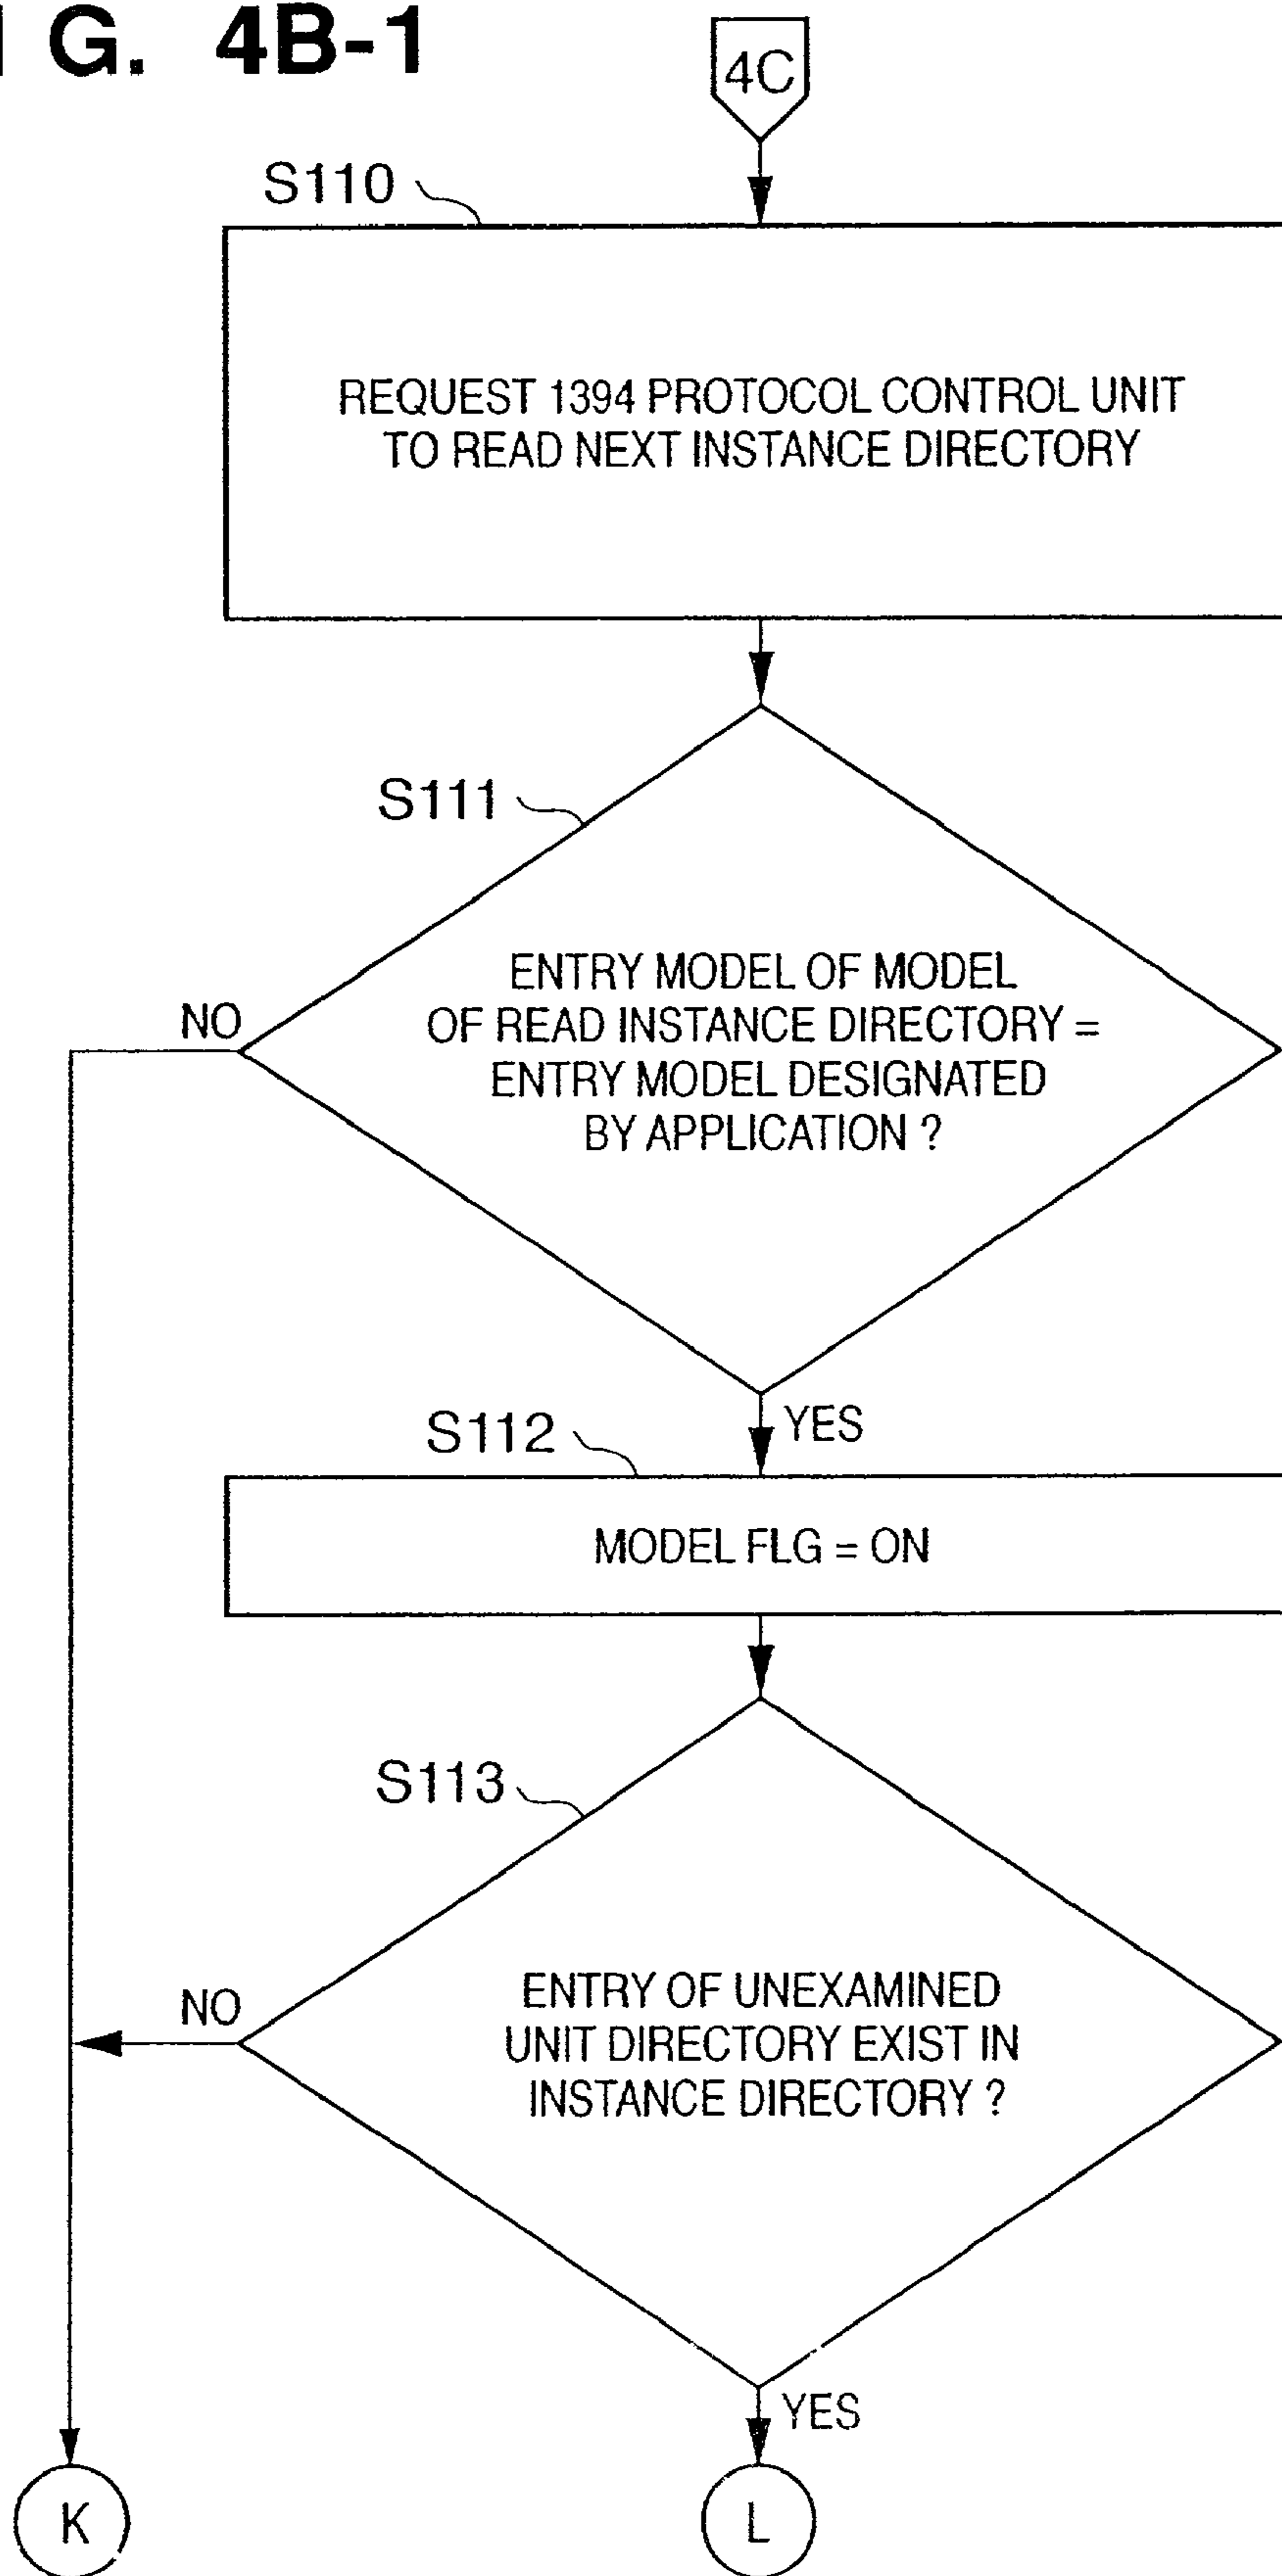 I G. 4B-1
4C
S110
REQUEST 1394 PROTOCOL CONTROL UNIT
TO READ NEXT INSTANCE DIRECTORY
S111
ENTRY MODEL OF MODEL
OF READ INSTANCE DIRECTORY =
ENTRY MODEL DESIGNATED
BY APPLICATION ?
NO
YES
S112
MODEL FLG = ON
S113
ENTRY OF UNEXAMINED
UNIT DIRECTORY EXIST IN
INSTANCE DIRECTORY ?
NO
YES
K
L